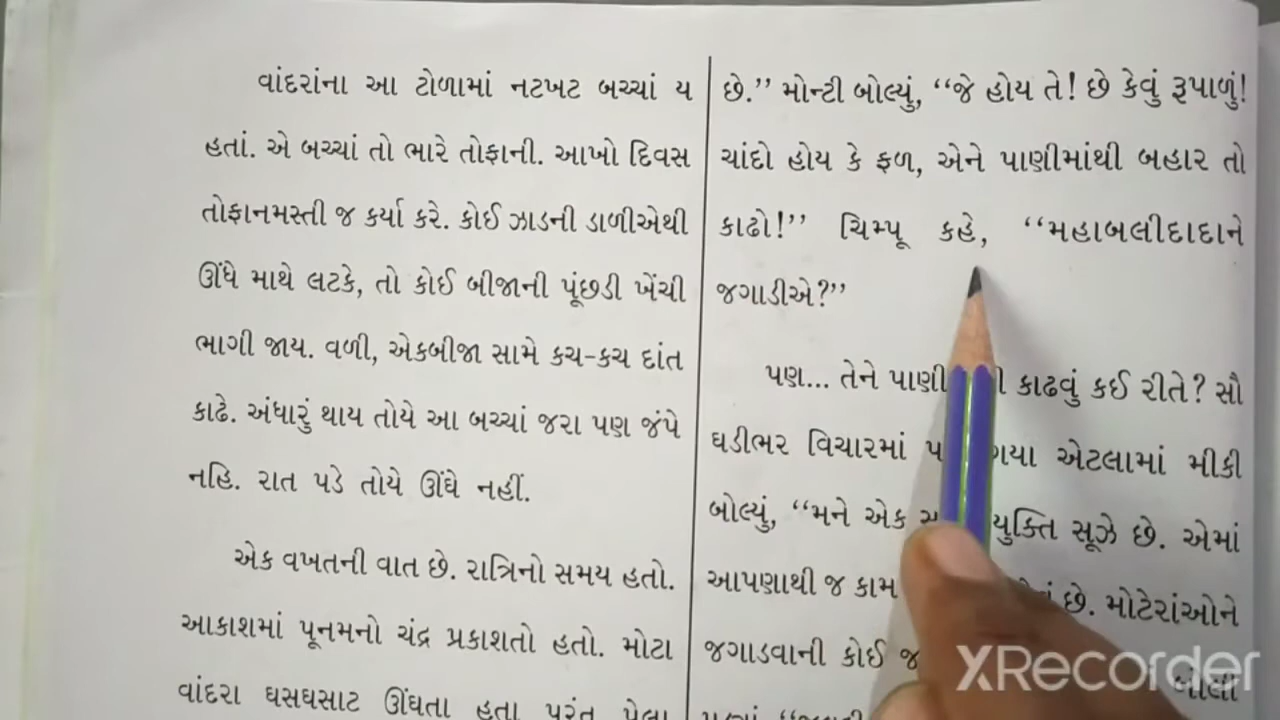 વાંદરાંના આ ટોળામાં નટખટ બચ્ચાં ય
હતાં. એ બચ્ચાં તો ભારે તોફાની. આખો દિવસ
તોફાનમસ્તી જ કર્યા કરે. કોઈ ઝાડની ડાળીએથી
ઊંધે માથે લટકે, તો કોઈ બીજાની પૂંછડી ખેંચી
ભાગી જાય. વળી, એકબીજા સામે કચ-કચ દાંત
કાઢે. અંધારું થાય તોયે આ બચ્ચાં જરા પણ જંપે
નહિ. રાત પડે તોયે ઊંઘે નહીં.
એક વખતની વાત છે. રાત્રિનો સમય હતો.
આકાશમાં પૂનમનો ચંદ્ર પ્રકાશતો હતો. મોટા
વાંદરા ઘસઘસાટ ઊંઘતા હતા પરંતુ પેલા
છે.” મોન્ટી બોલ્યું, “જે હોય તે! છે કેવું રૂપાળું!
ચાંદો હોય કે ફળ, એને પાણીમાંથી બહાર તો
કાઢો!” ચિમ્પૂ કહે, “મહાબલીદાદાને
જગાડીએ?”
પણ... તેને કાઢવું કઈ રીતે? સૌ
ઘડીભર વિચારમાં ગયા એટલામાં મીકી
બોલ્યું, “મને એક યુક્તિ સૂઝે છે. એમાં
આપણાથી જ કામ છે. મોટેરાંઓને
જગાડવાની કોઈ જ
બોલી
XRecorder